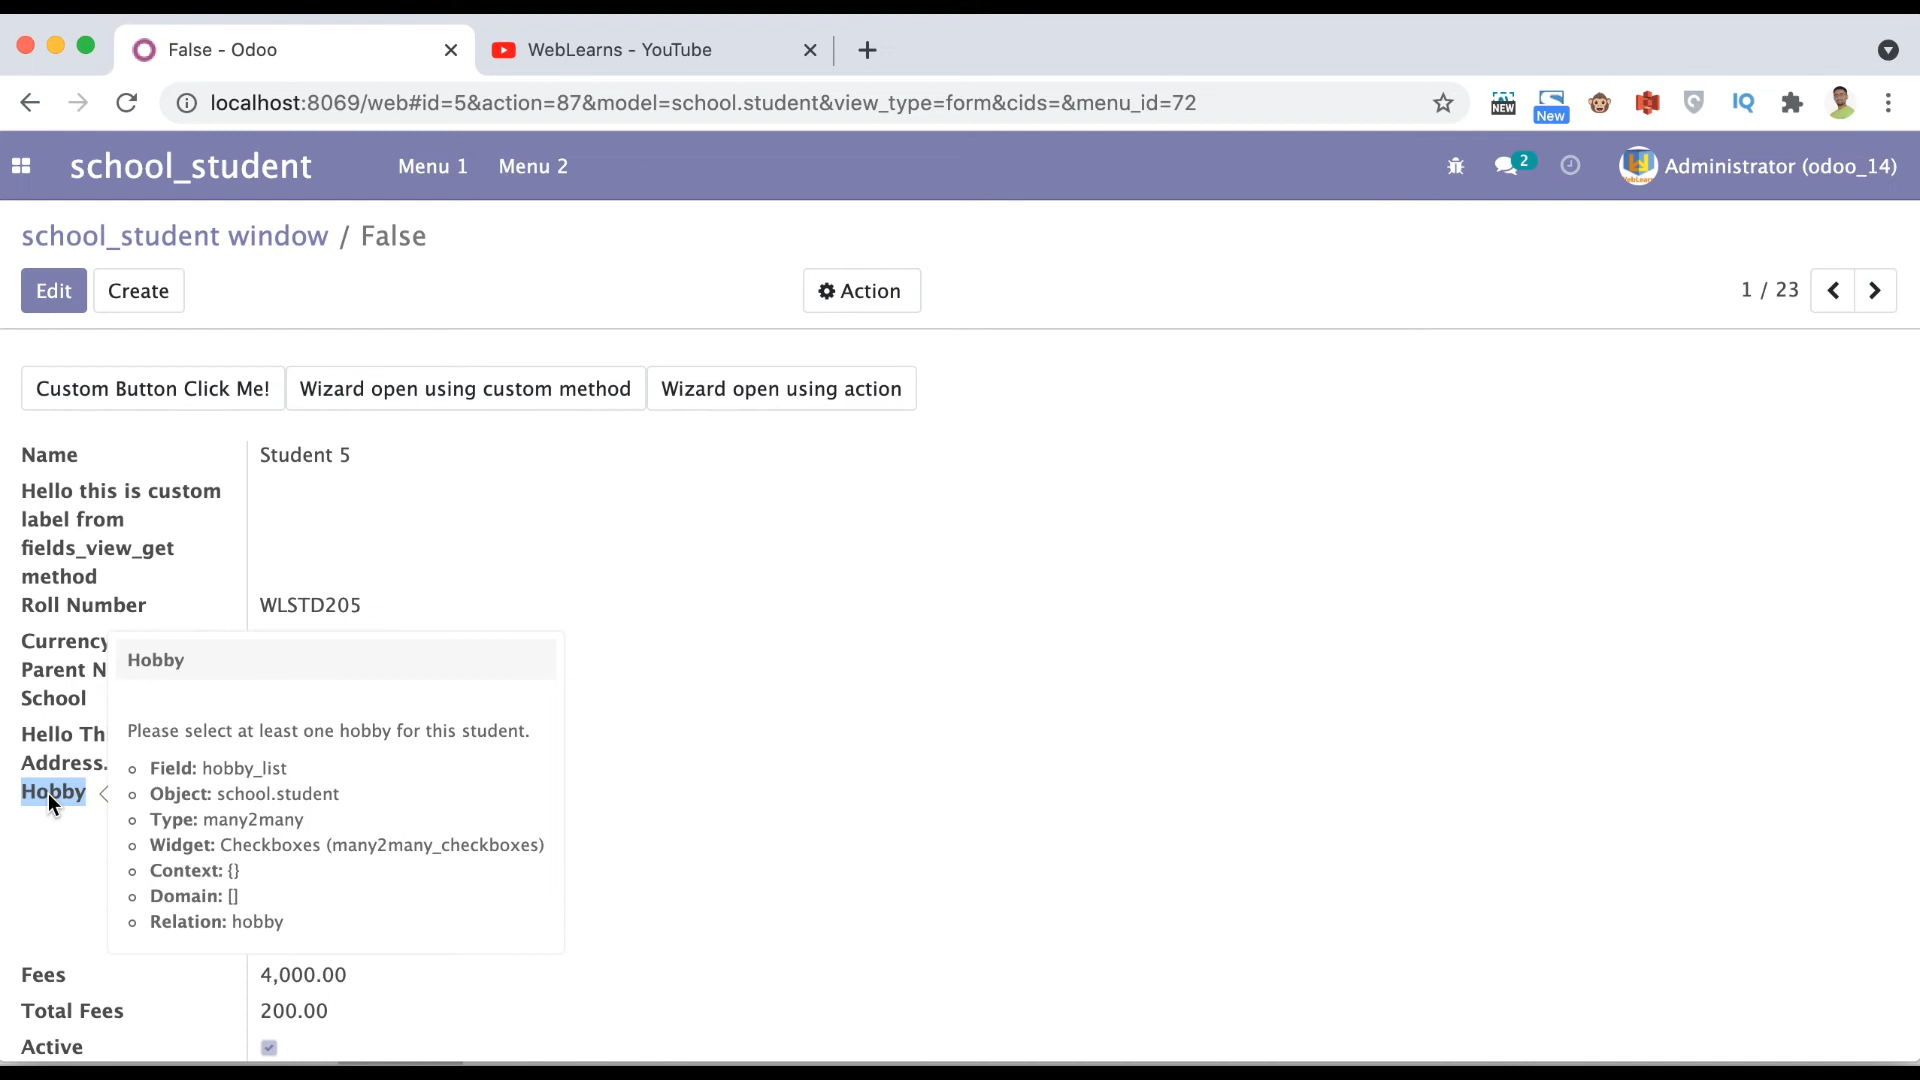 False - Odoo
WebLearns - YouTube
localhost:8069/web#id=5&action=87&model=school.student&view_type=form&cids=&menu_id=72
NEW
New
IQ
school_student
Menu 1
Menu 2
2
Administrator (odoo_14)
school_student window / False
Edit
Create
Action
1 / 23
Custom Button Click Me!
Wizard open using custom method
Wizard open using action
Name
Student 5
Hello this is custom
label from
fields_view_get
method
Roll Number
WLSTD205
Currency
Parent N
School
Hello Th
Address.
Hobby
Hobby
Please select at least one hobby for this student.
Field: hobby_list
Object: school.student
Type: many2many
Widget: Checkboxes (many2many_checkboxes)
Context: {}
Domain: []
Relation: hobby
Fees
4,000.00
Total Fees
200.00
Active